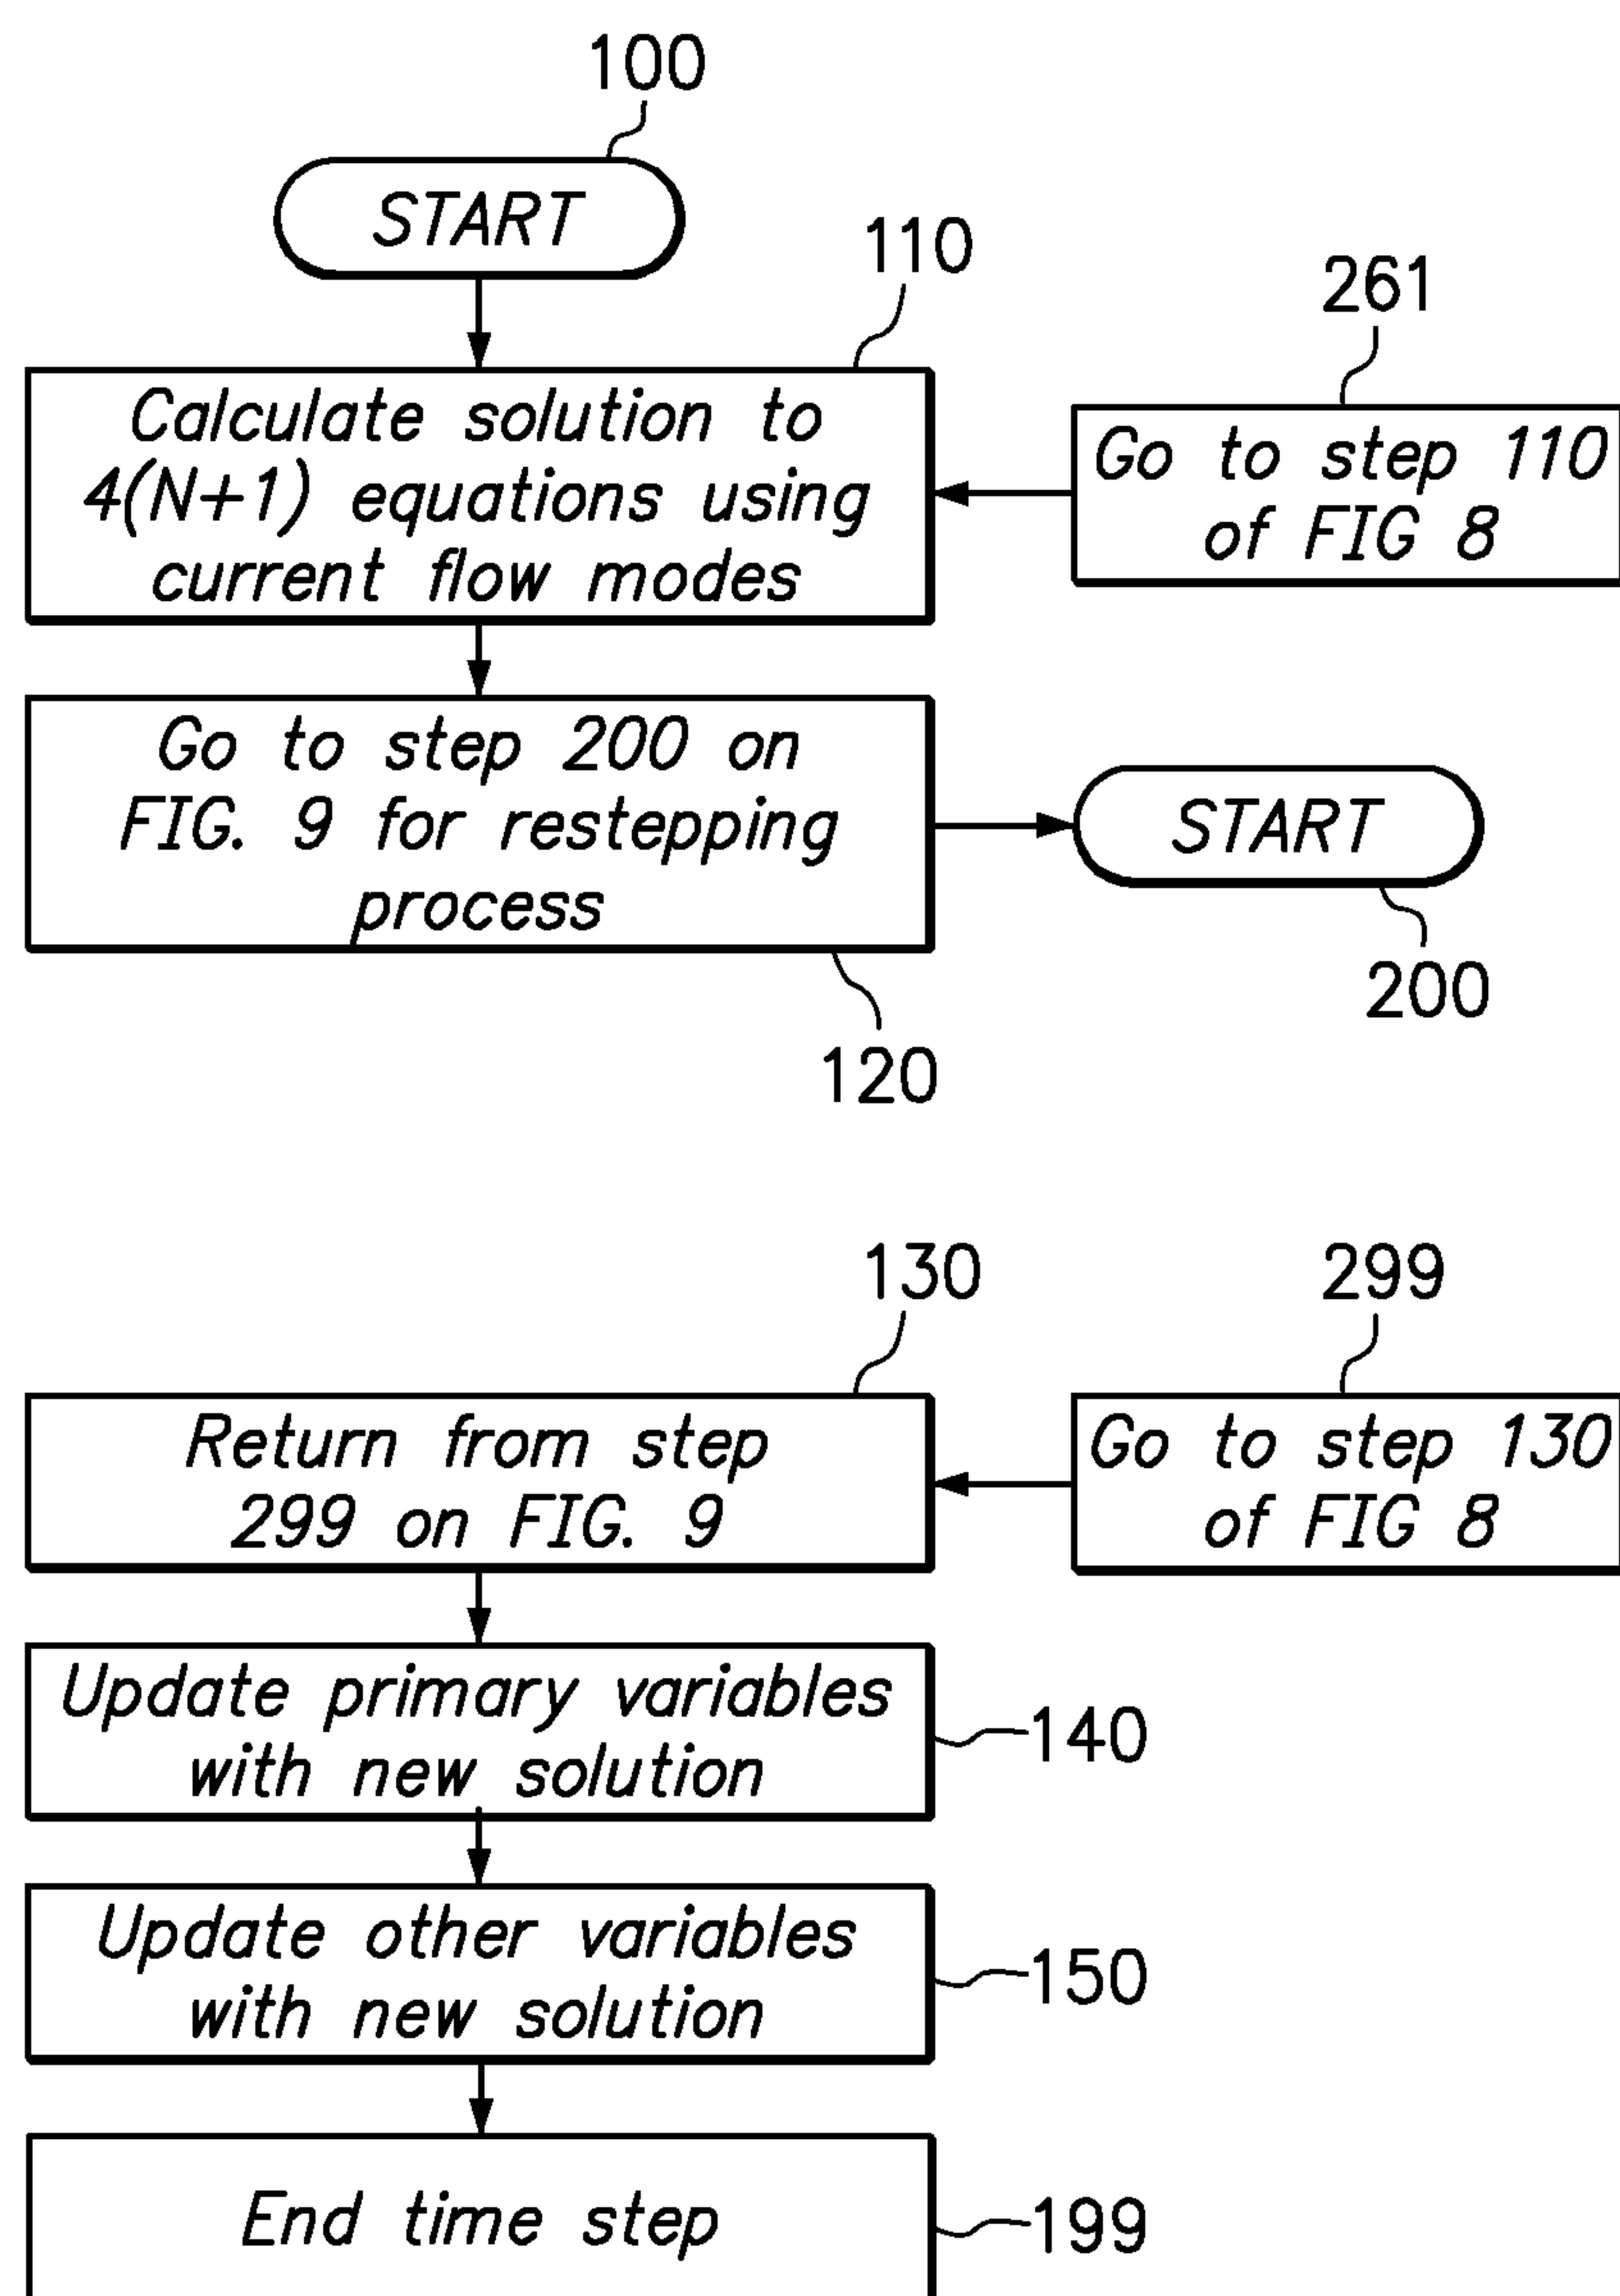 100
START
110
261
Calculate solution to
4(N+1) equations using
current flow modes
Go to step 110
of FIG 8
Go to step 200 on
FIG. 9 for restepping
process
START
200
120
130
299
Return from step
299 on FIG. 9
Go to step 130
of FIG 8
Update primary variables
with new solution
140
Update other variables
with new solution
150
End time step
199